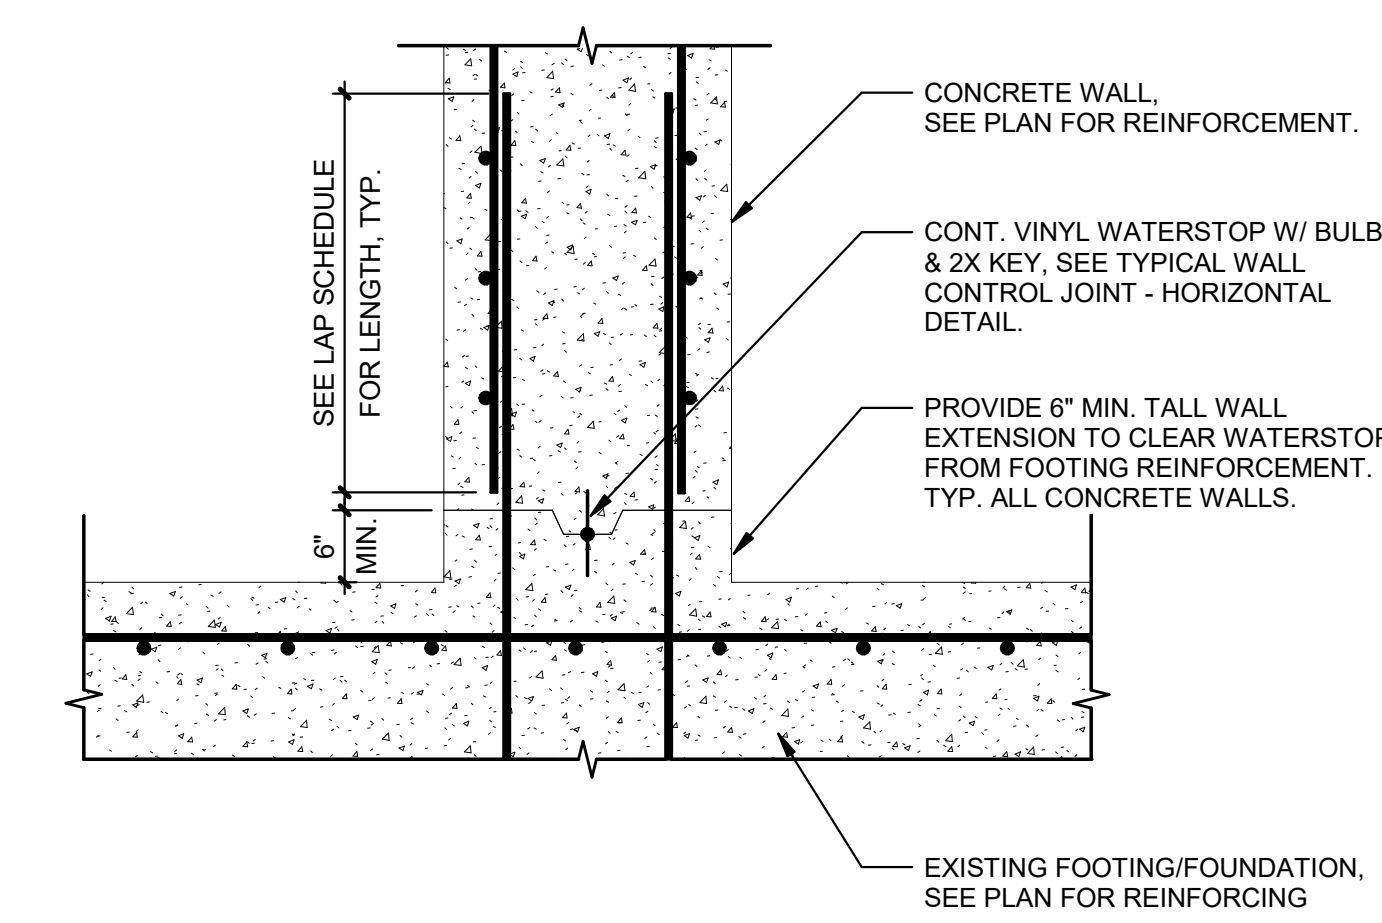 CONCRETE WALL,
SEE PLAN FOR REINFORCEMENT.
SEE LAP SCHEDULE
FOR LENGTH, TYP.
CONT. VINYL WATERSTOP W/ BULB
& 2X KEY, SEE TYPICAL WALL
CONTROL JOINT - HORIZONTAL
DETAIL.
PROVIDE 6" MIN. TALL WALL
EXTENSION TO CLEAR WATERSTOP
FROM FOOTING REINFORCEMENT.
TYP. ALL CONCRETE WALLS.
6"
MIN.
EXISTING FOOTING/FOUNDATION,
SEE PLAN FOR REINFORCING